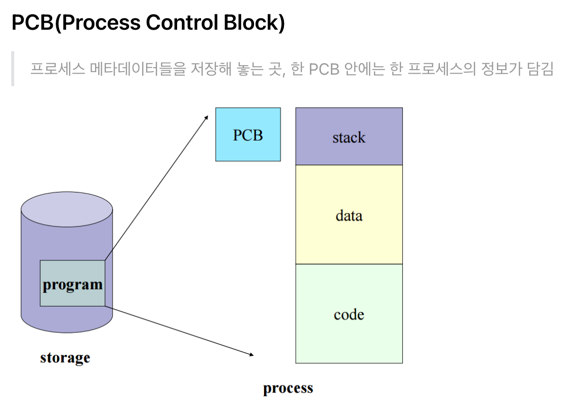 PCB(Process Control Block)
프로세스 메타데이터들을 저장해 놓는 곳, 한 PCB 안에는 한 프로세스의 정보가 담김
PCB
stack
data
program
code
storage
process